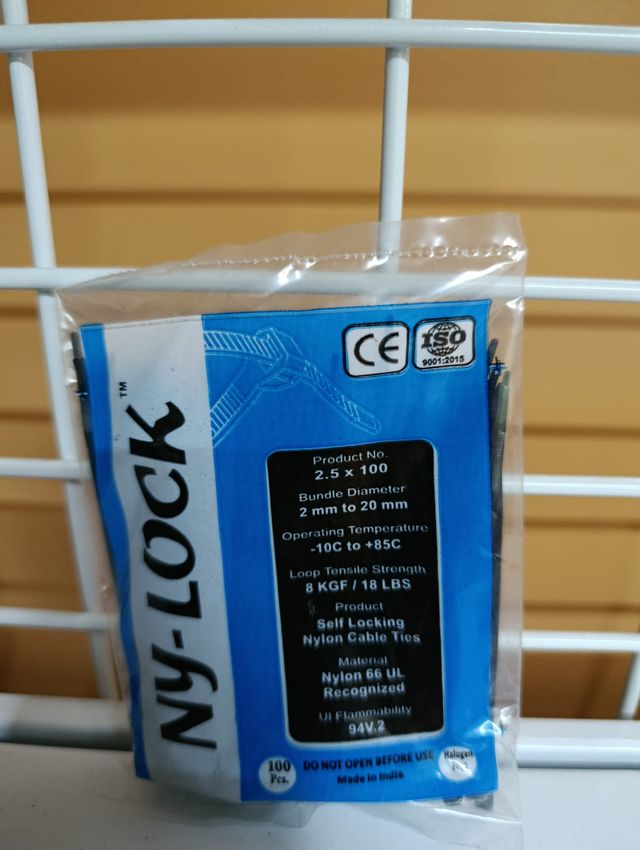 NY-LOCK™
CE
ISO
9001:2015
Product No.
2.5 x 100
Bundle Diameter
2 mm to 20 mm
Operating Temperature
-10C to +85C
Loop Tensile Strength
8 KGF / 18 LBS
Product
Self Locking
Nylon Cable Ties
Material
Nylon 66 UL
Recognized
UI Flammability
94V.2
100
Pcs.
DO NOT OPEN BEFORE USE
Made in India
Halogen